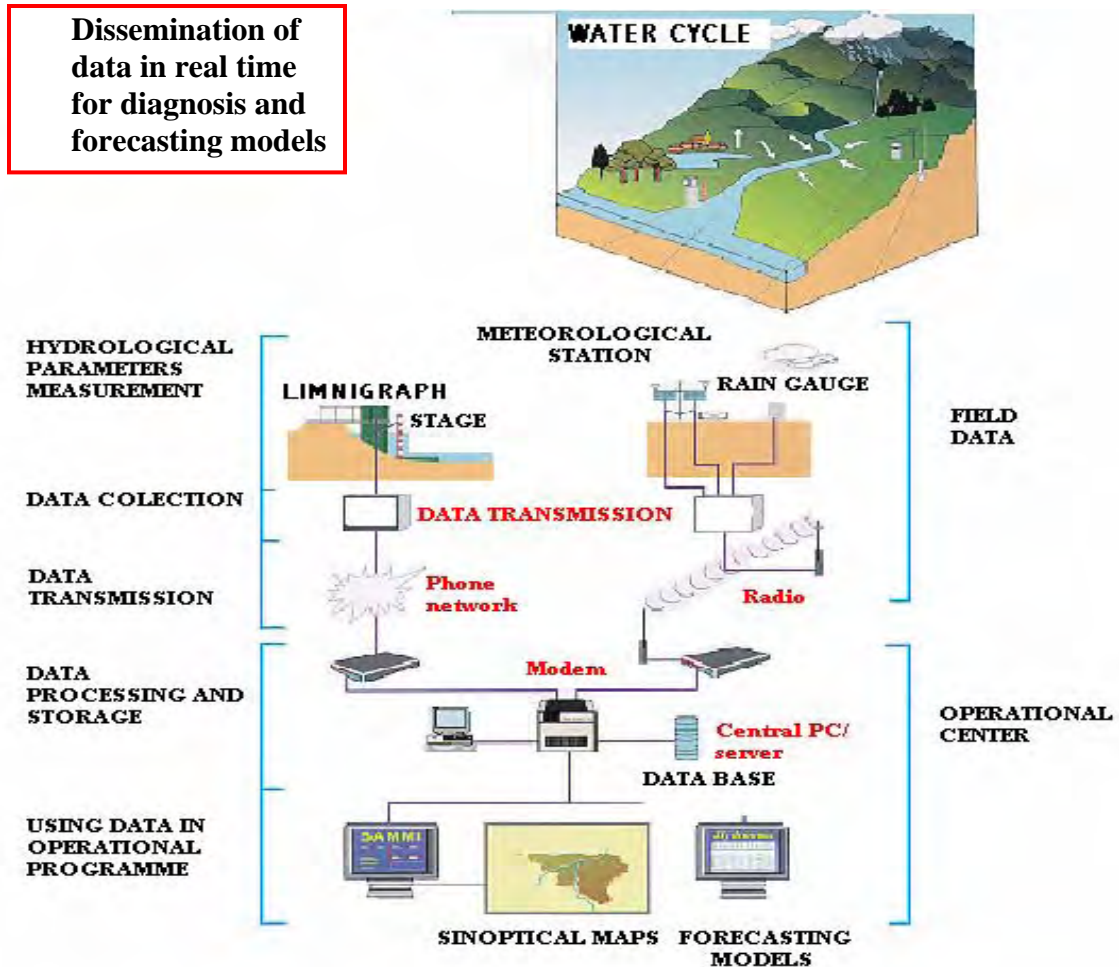 Dissemination of
data in real time
for diagnosis and
forecasting models
WATER CYCLE
HYDROLOGICAL
PARAMETERS
MEASUREMENT
METEOROLOGICAL
STATION
LIMNIGRAPH
STAGE
RAIN GAUGE
FIELD
DATA
DATA COLECTION
DATA TRANSMISSION
DATA
TRANSMISSION
Phone
network
Radio
DATA
PROCESSING AND
STORAGE
Modem
Central PC/
server
DATA BASE
OPERATIONAL
CENTER
USING DATA IN
OPERATIONAL
PROGRAMME
SAMMI
SINOPTICAL MAPS
FORECASTING
MODELS